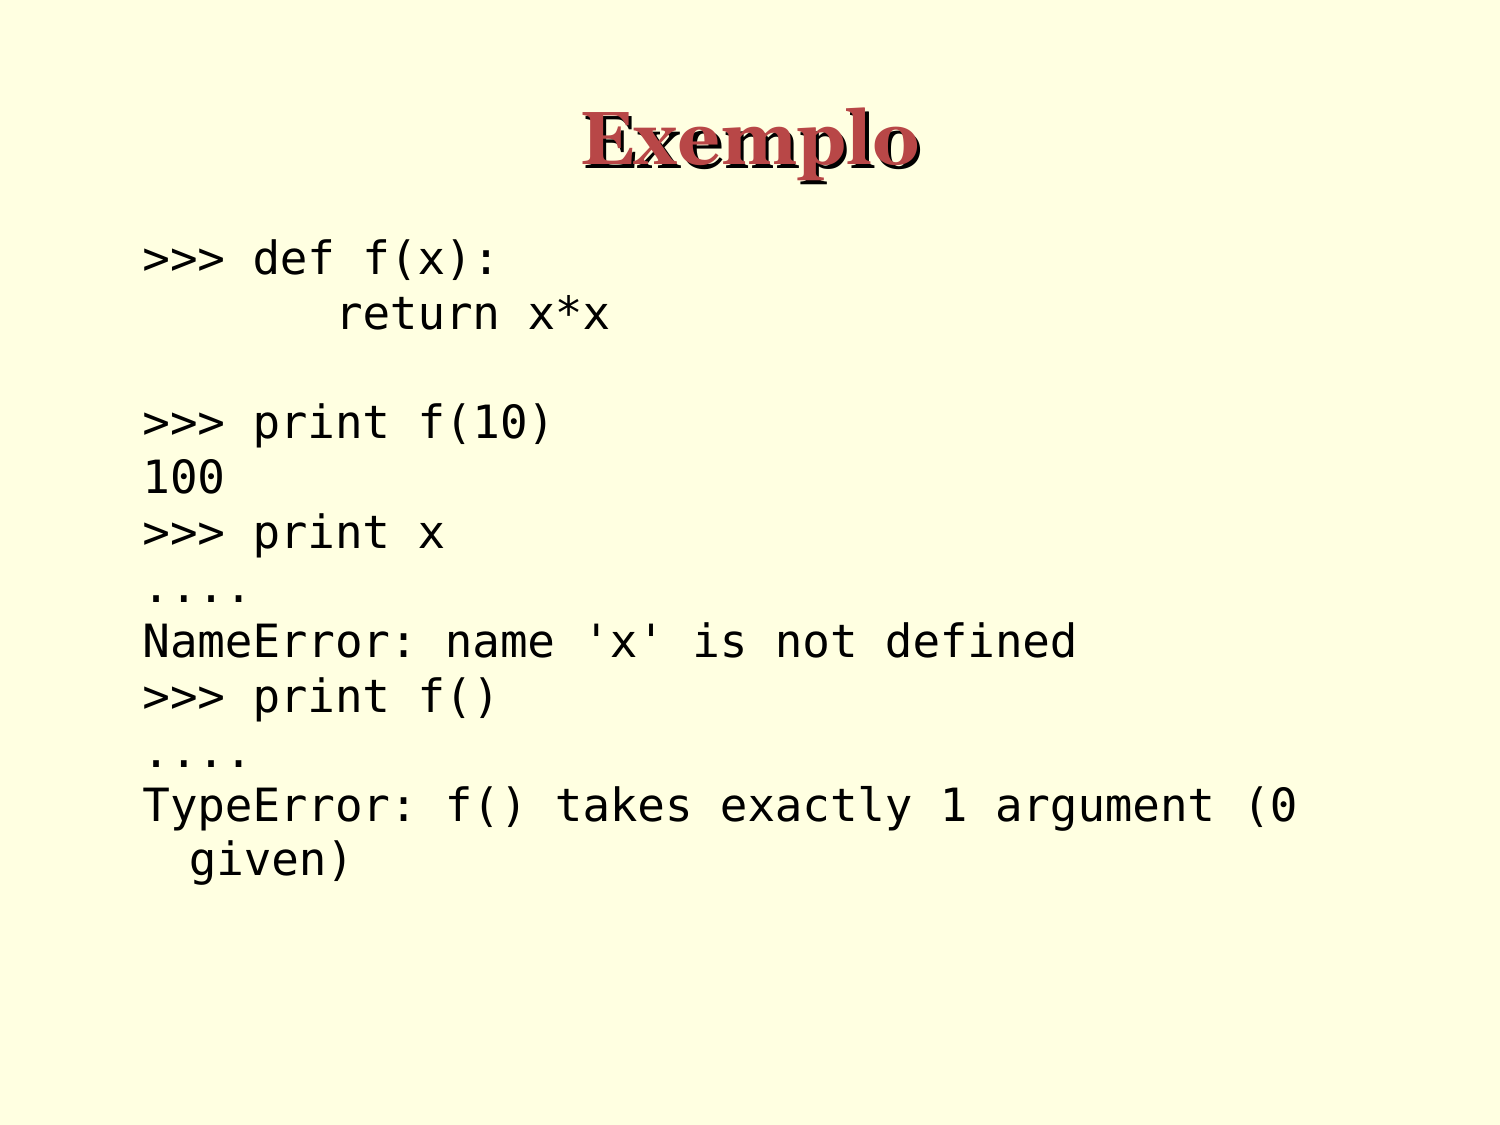 Exemplo
>>> def f(x):
       return x*x
>>> print f(10)
100
>>> print x
....
NameError: name 'x' is not defined
>>> print f()
....
TypeError: f() takes exactly 1 argument (0
given)